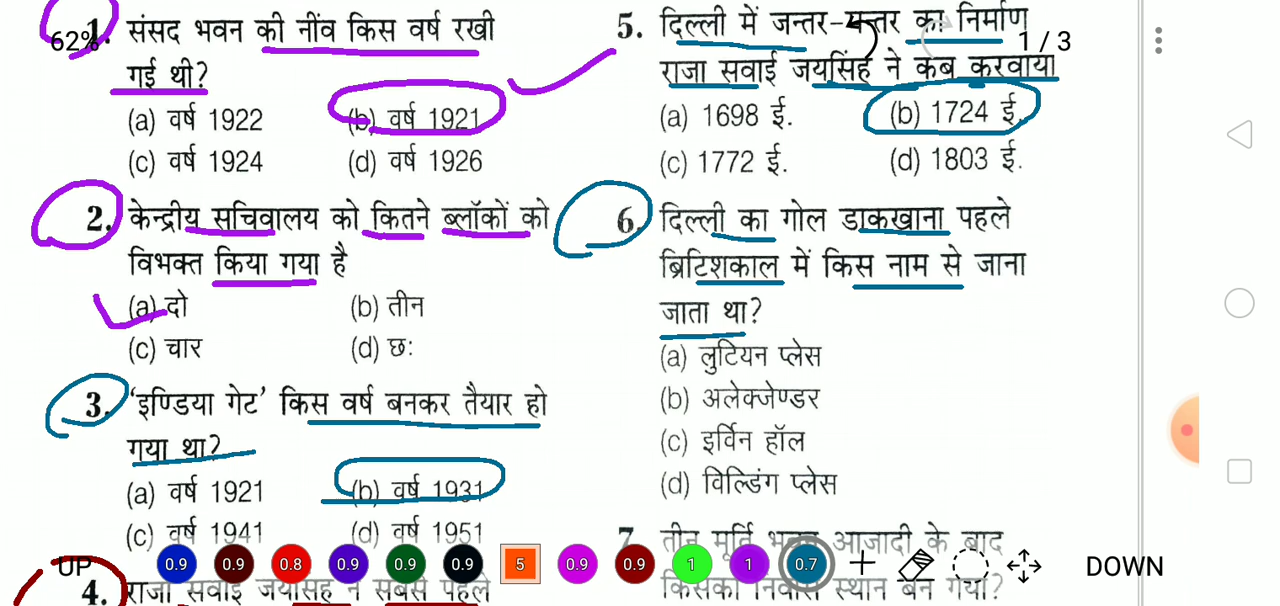 62%
1. संसद भवन की नींव किस वर्ष रखी
गई थी?
(a) वर्ष 1922 (b) वर्ष 1921
(c) वर्ष 1924 (d) वर्ष 1926
2. केन्द्रीय सचिवालय को कितने ब्लॉकों को
विभक्त किया गया है
(a) दो (b) तीन
(c) चार (d) छः
3. 'इण्डिया गेट' किस वर्ष बनकर तैयार हो
गया था?
(a) वर्ष 1921 (b) वर्ष 1931
(c) वर्ष 1941 (d) वर्ष 1951
4. राजा सवाई जयसिंह ने सबसे पहले
1 / 3
5. दिल्ली में जन्तर-मन्तर का निर्माण
राजा सवाई जयसिंह ने कब करवाया
(a) 1698 ई. (b) 1724 ई.
(c) 1772 ई. (d) 1803 ई.
6. दिल्ली का गोल डाकखाना पहले
ब्रिटिशकाल में किस नाम से जाना
जाता था?
(a) लुटियन प्लेस
(b) अलेक्जेण्डर
(c) इर्विन हॉल
(d) विल्डिंग प्लेस
7 तीन मूर्ति भवन आजादी के बाद
किसका निवास स्थान बन गया?
UP 0.9 0.9 0.8 0.9 0.9 0.9 5 0.9 0.9 1 1 0.7 DOWN